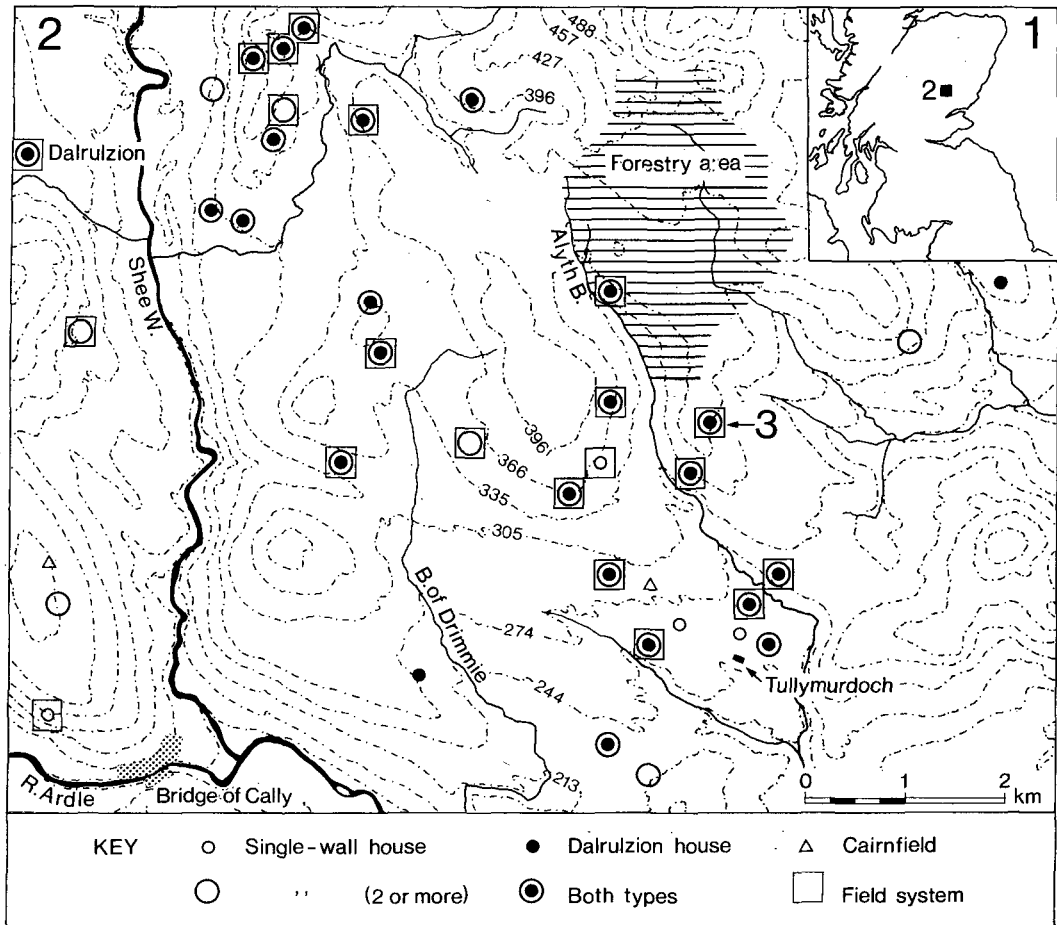 2
1
2
488
457
427
396
Forestry area
Dalrulzion
Alyth B.
Shee W.
3
396
366
335
305
B. of Drimmie
274
244
Tullymurdoch
213
R. Ardle
Bridge of Cally
0 1 2
km
KEY
Single-wall house
Dalrulzion house
Cairnfield
,, (2 or more)
Both types
Field system